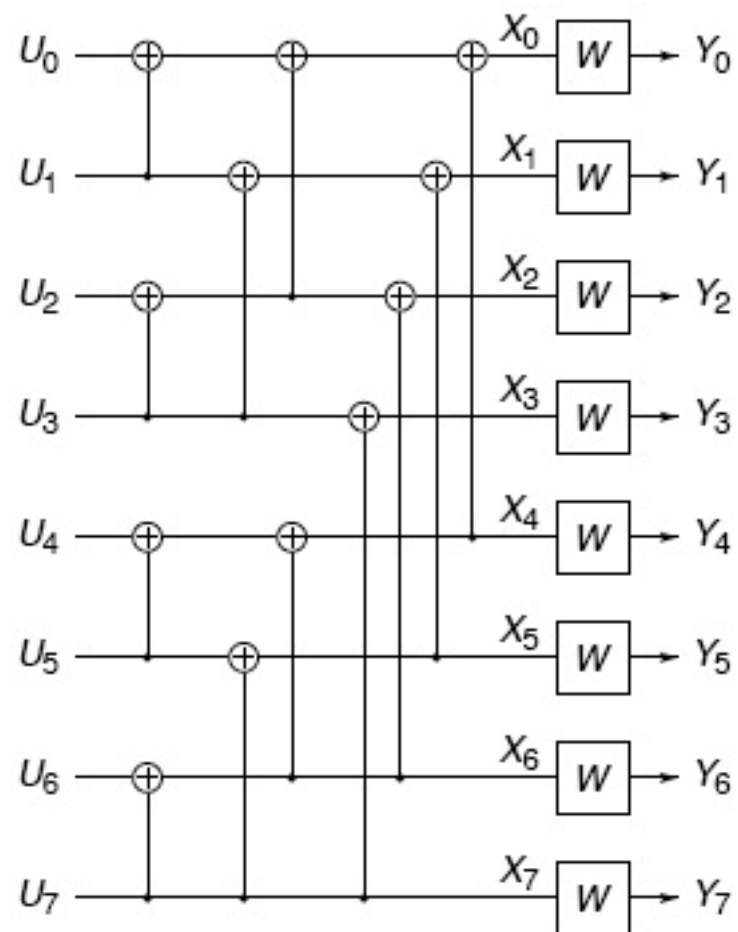 U₀ X₀ W Y₀
U₁ X₁ W Y₁
U₂ X₂ W Y₂
U₃ X₃ W Y₃
U₄ X₄ W Y₄
U₅ X₅ W Y₅
U₆ X₆ W Y₆
U₇ X₇ W Y₇